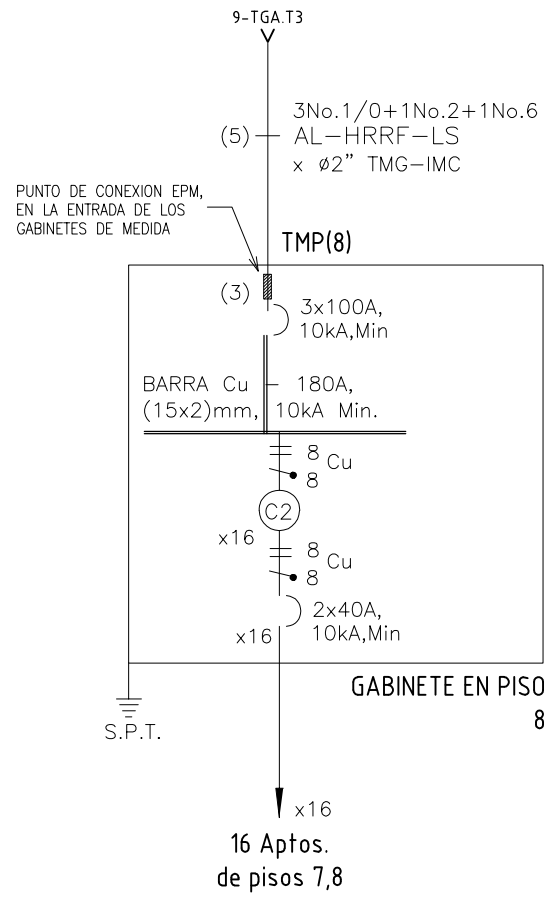 9-TGA.T3
3No.1/0+1No.2+1No.6
(5) AL-HRRF-LS
x ø2" TMG-IMC
PUNTO DE CONEXION EPM,
EN LA ENTRADA DE LOS
GABINETES DE MEDIDA
TMP(8)
(3)
3x100A,
10kA,Min
BARRA Cu 180A,
(15x2)mm, 10kA Min.
8
Cu
8
C2
x16
8
Cu
8
2x40A,
10kA,Min
x16
GABINETE EN PISO
8
S.P.T.
x16
16 Aptos.
de pisos 7,8